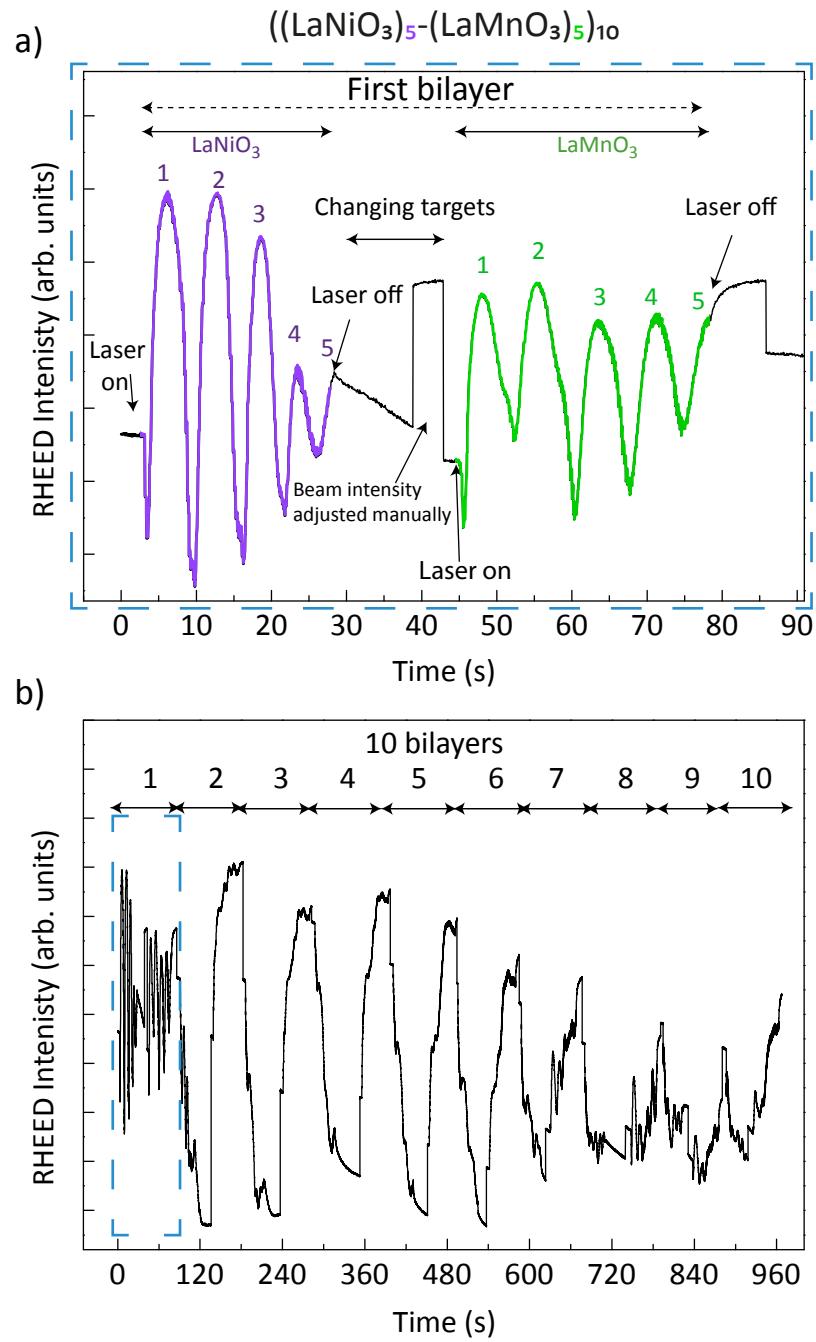 ((LaNiO₃)₅-(LaMnO₃)₅)₁₀
a)
First bilayer
LaNiO₃
LaMnO₃
1 2 3 4 5
Changing targets
1 2 3 4 5
Laser off
Laser off
Laser
on
Beam intensity
adjusted manually
Laser on
RHEED Intenisty (arb. units)
0 10 20 30 40 50 60 70 80 90
Time (s)
b)
10 bilayers
1 2 3 4 5 6 7 8 9 10
RHEED Intenisty (arb. units)
0 120 240 360 480 600 720 840 960
Time (s)